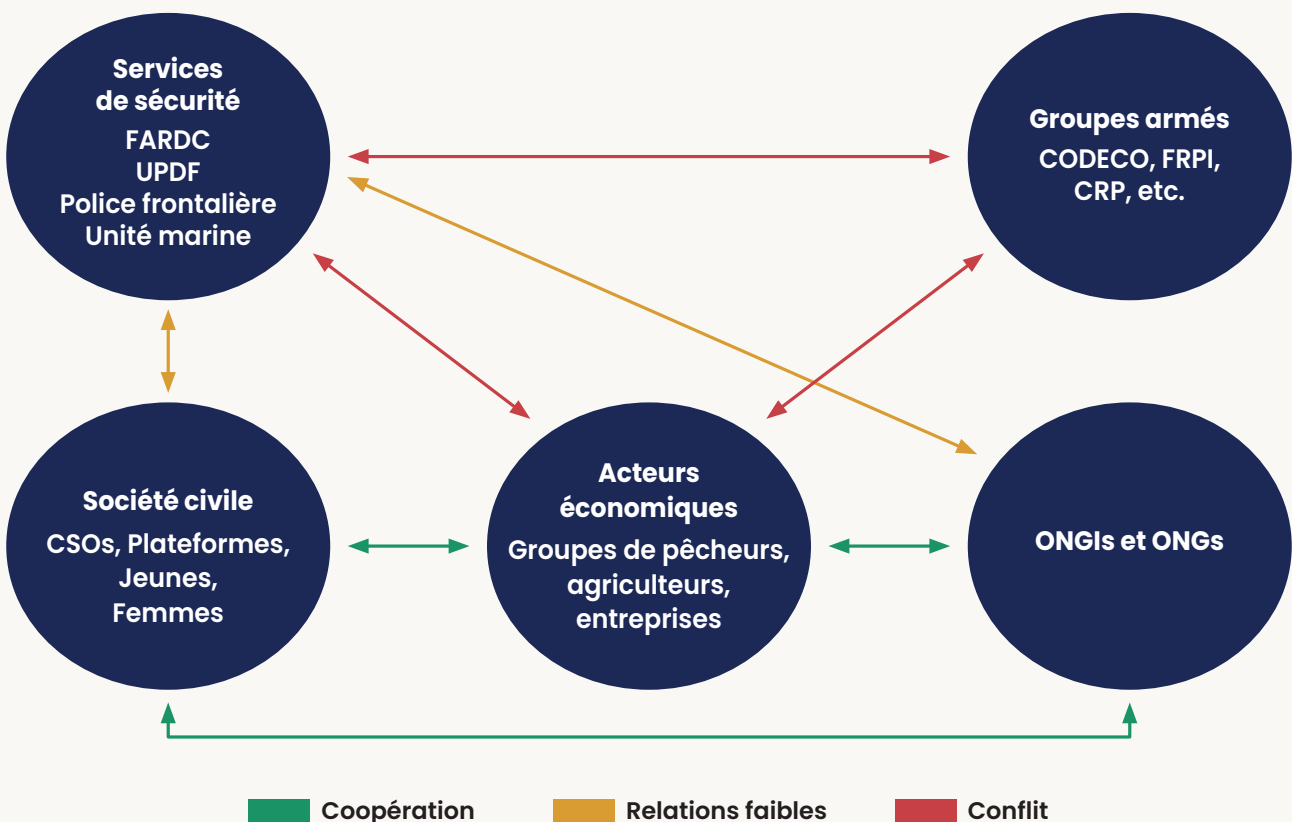 Services
de sécurité
FARDC
UPDF
Police frontalière
Unité marine
Groupes armés
CODECO, FRPI,
CRP, etc.
Société civile
CSOs, Plateformes,
Jeunes,
Femmes
Acteurs
économiques
Groupes de pêcheurs,
agriculteurs,
entreprises
ONGIs et ONGs
Coopération
Relations faibles
Conflit